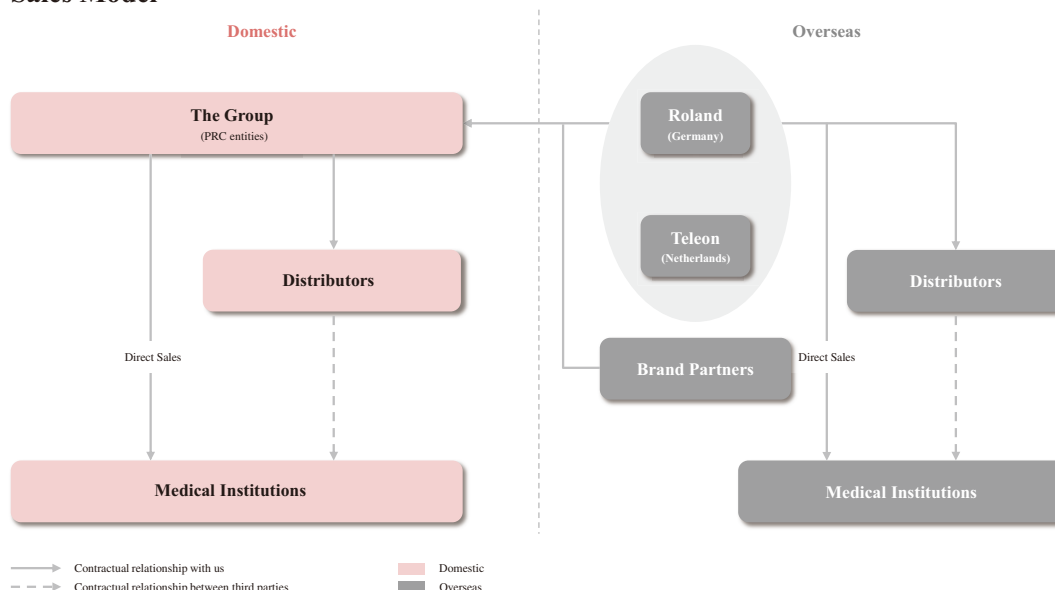 Sales Model
Domestic
Overseas
The Group
(PRC entities)
Roland
(Germany)
Teleon
(Netherlands)
Distributors
Distributors
Direct Sales
Brand Partners
Direct Sales
Medical Institutions
Medical Institutions
Contractual relationship with us
Domestic
Contractual relationship between third parties
Overseas